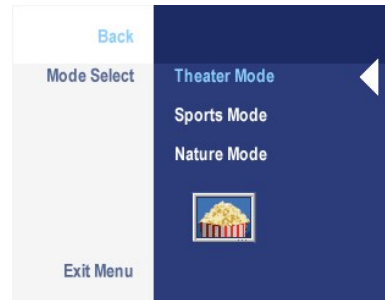 Back
Mode Select
Theater Mode
Sports Mode
Nature Mode
Exit Menu